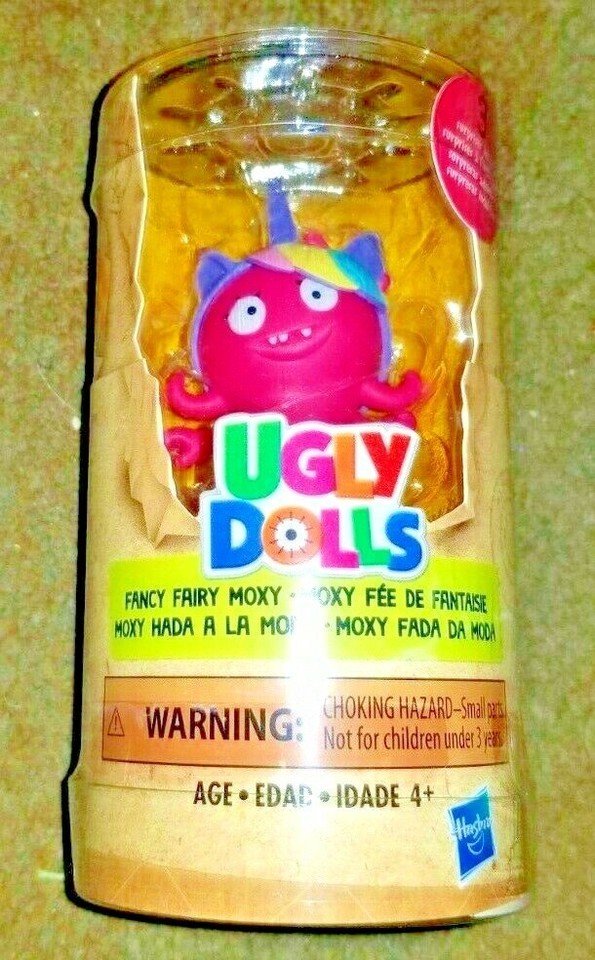 UGLY
DOLLS
FANCY FAIRY MOXY • MOXY FÉE DE FANTAISIE
MOXY HADA A LA MODA • MOXY FADA DA MODA
WARNING:
CHOKING HAZARD–Small parts.
Not for children under 3 years.
AGE • EDAD • IDADE 4+
Hasbro